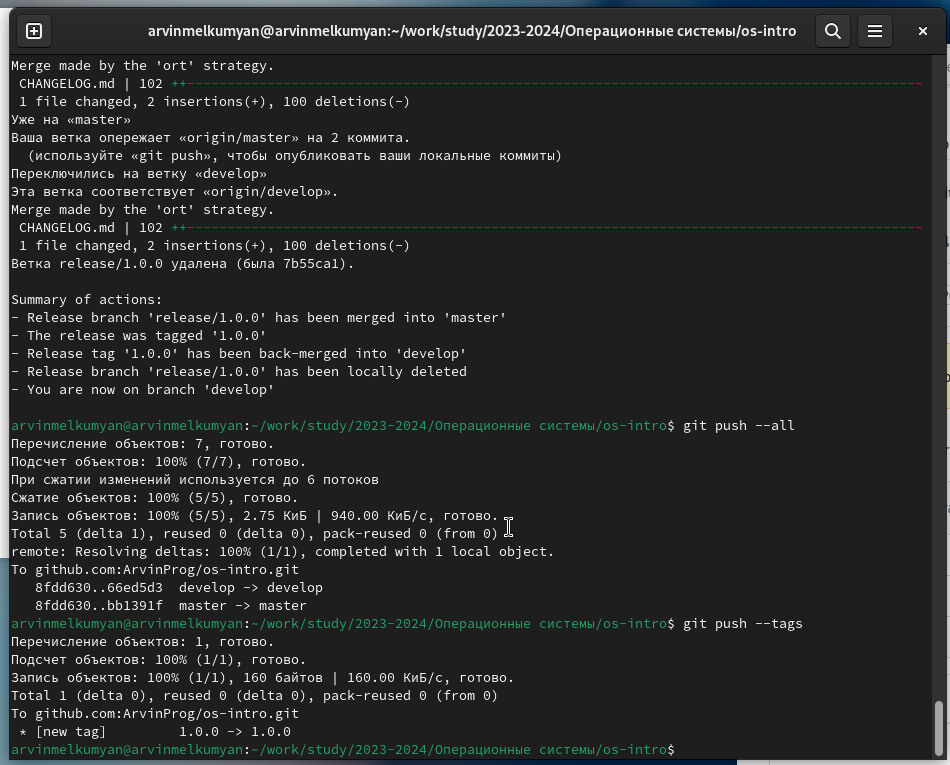 arvinmelkumyan@arvinmelkumyan:~/work/study/2023-2024/Операционные системы/os-intro
Merge made by the 'ort' strategy.
 CHANGELOG.md | 102 ++----------------------------------------------------------------------------------------------------
 1 file changed, 2 insertions(+), 100 deletions(-)
Уже на «master»
Ваша ветка опережает «origin/master» на 2 коммита.
  (используйте «git push», чтобы опубликовать ваши локальные коммиты)
Переключились на ветку «develop»
Эта ветка соответствует «origin/develop».
Merge made by the 'ort' strategy.
 CHANGELOG.md | 102 ++----------------------------------------------------------------------------------------------------
 1 file changed, 2 insertions(+), 100 deletions(-)
Ветка release/1.0.0 удалена (была 7b55ca1).
Summary of actions:
- Release branch 'release/1.0.0' has been merged into 'master'
- The release was tagged '1.0.0'
- Release tag '1.0.0' has been back-merged into 'develop'
- Release branch 'release/1.0.0' has been locally deleted
- You are now on branch 'develop'
arvinmelkumyan@arvinmelkumyan:~/work/study/2023-2024/Операционные системы/os-intro$ git push --all
Перечисление объектов: 7, готово.
Подсчет объектов: 100% (7/7), готово.
При сжатии изменений используется до 6 потоков
Сжатие объектов: 100% (5/5), готово.
Запись объектов: 100% (5/5), 2.75 КиБ | 940.00 КиБ/с, готово.
Total 5 (delta 1), reused 0 (delta 0), pack-reused 0 (from 0)
remote: Resolving deltas: 100% (1/1), completed with 1 local object.
To github.com:ArvinProg/os-intro.git
   8fdd630..66ed5d3  develop -> develop
   8fdd630..bb1391f  master -> master
arvinmelkumyan@arvinmelkumyan:~/work/study/2023-2024/Операционные системы/os-intro$ git push --tags
Перечисление объектов: 1, готово.
Подсчет объектов: 100% (1/1), готово.
Запись объектов: 100% (1/1), 160 байтов | 160.00 КиБ/с, готово.
Total 1 (delta 0), reused 0 (delta 0), pack-reused 0 (from 0)
To github.com:ArvinProg/os-intro.git
 * [new tag]         1.0.0 -> 1.0.0
arvinmelkumyan@arvinmelkumyan:~/work/study/2023-2024/Операционные системы/os-intro$